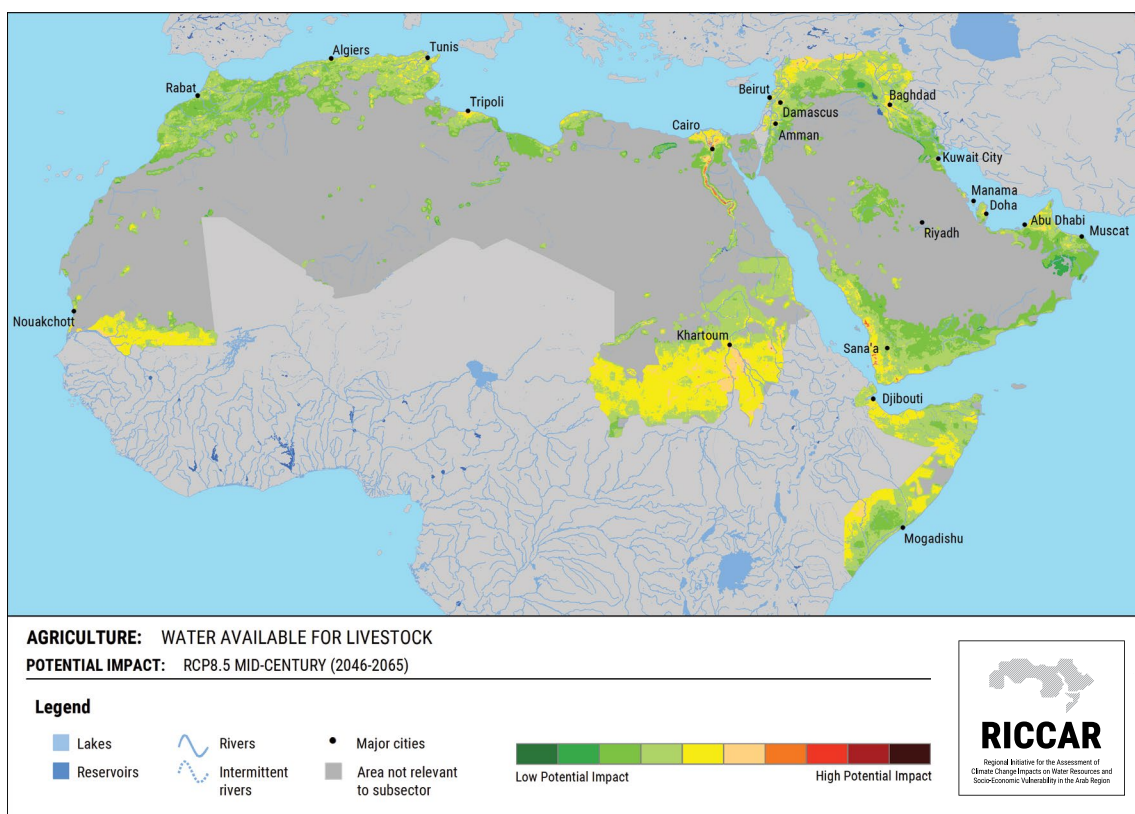 Algiers
Tunis
Rabat
Tripoli
Beirut
Damascus
Amman
Baghdad
Cairo
Kuwait City
Manama
Doha
Abu Dhabi
Muscat
Riyadh
Nouakchott
Khartoum
Sana'a
Djibouti
Mogadishu
AGRICULTURE: WATER AVAILABLE FOR LIVESTOCK
POTENTIAL IMPACT: RCP8.5 MID-CENTURY (2046-2065)
Legend
Lakes
Reservoirs
Rivers
Intermittent
rivers
Major cities
Area not relevant
to subsector
Low Potential Impact
High Potential Impact
RICCAR
Regional Initiative for the Assessment of
Climate Change Impacts on Water Resources and
Socio-Economic Vulnerability in the Arab Region